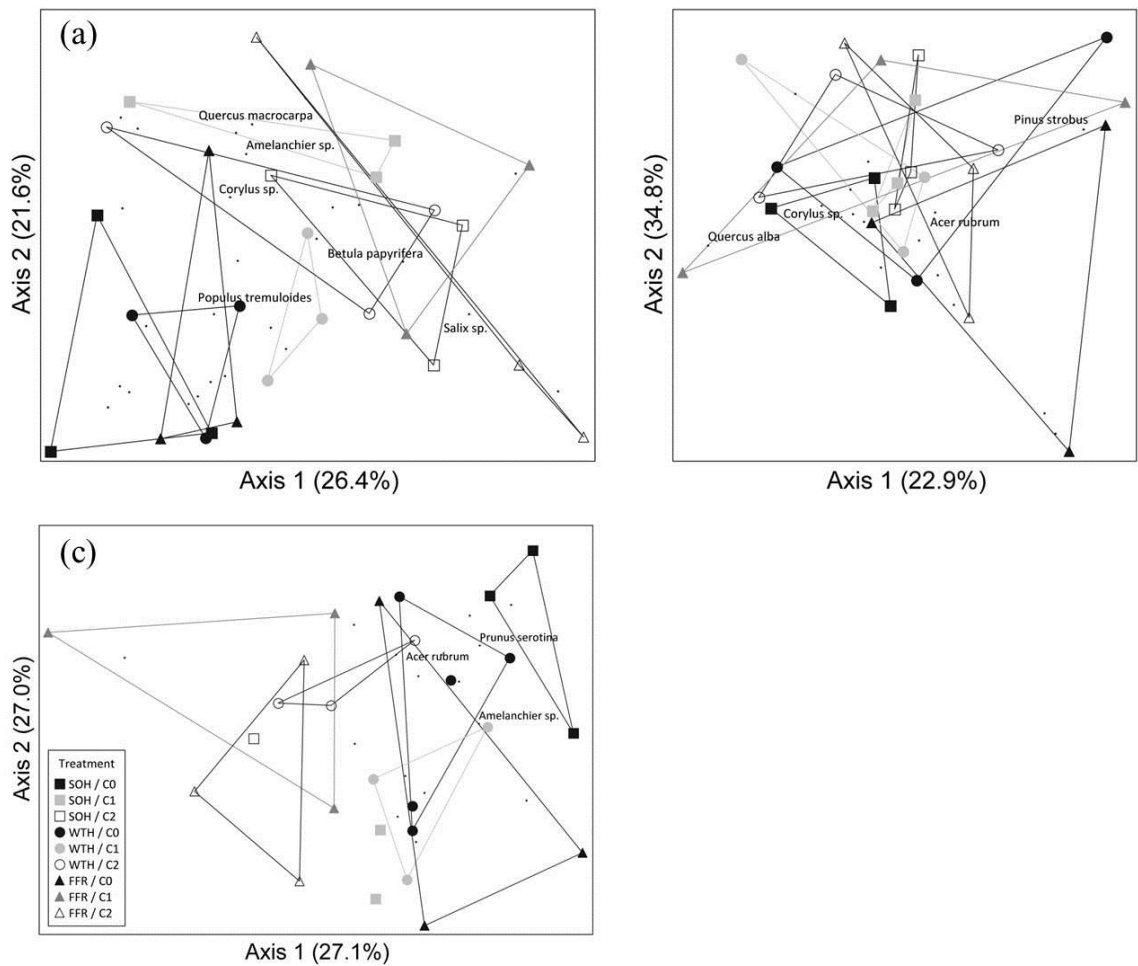 (a)
Quercus macrocarpa
Amelanchier sp.
Corylus sp.
Betula papyrifera
Populus tremuloides
Salix sp.
Axis 2 (21.6%)
Axis 1 (26.4%)
Pinus strobus
Corylus sp.
Acer rubrum
Quercus alba
Axis 2 (34.8%)
Axis 1 (22.9%)
(c)
Prunus serotina
Acer rubrum
Amelanchier sp.
Axis 2 (27.0%)
Treatment
SOH / C0
SOH / C1
SOH / C2
WTH / C0
WTH / C1
WTH / C2
FFR / C0
FFR / C1
FFR / C2
Axis 1 (27.1%)